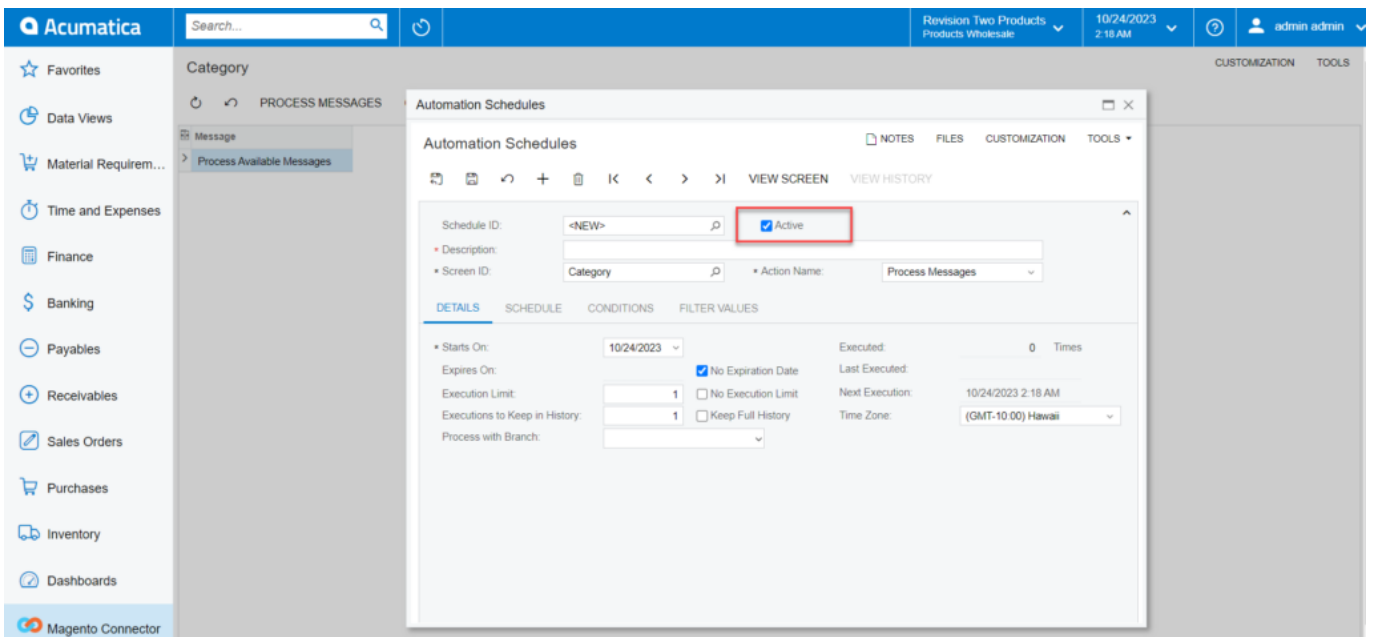 Acumatica
Search...
Revision Two Products
Products Wholesale
10/24/2023
2:18 AM
admin admin
Favorites
Data Views
Material Requirem...
Time and Expenses
Finance
Banking
Payables
Receivables
Sales Orders
Purchases
Inventory
Dashboards
Magento Connector
Category
CUSTOMIZATION TOOLS
PROCESS MESSAGES
Message
Process Available Messages
Automation Schedules
Automation Schedules
NOTES FILES CUSTOMIZATION TOOLS
VIEW SCREEN VIEW HISTORY
Schedule ID: <NEW> Active
* Description:
* Screen ID: Category * Action Name: Process Messages
DETAILS SCHEDULE CONDITIONS FILTER VALUES
* Starts On: 10/24/2023 Executed: 0 Times
Expires On: No Expiration Date Last Executed:
Execution Limit: 1 No Execution Limit Next Execution: 10/24/2023 2:18 AM
Executions to Keep in History: 1 Keep Full History Time Zone: (GMT-10:00) Hawaii
Process with Branch: